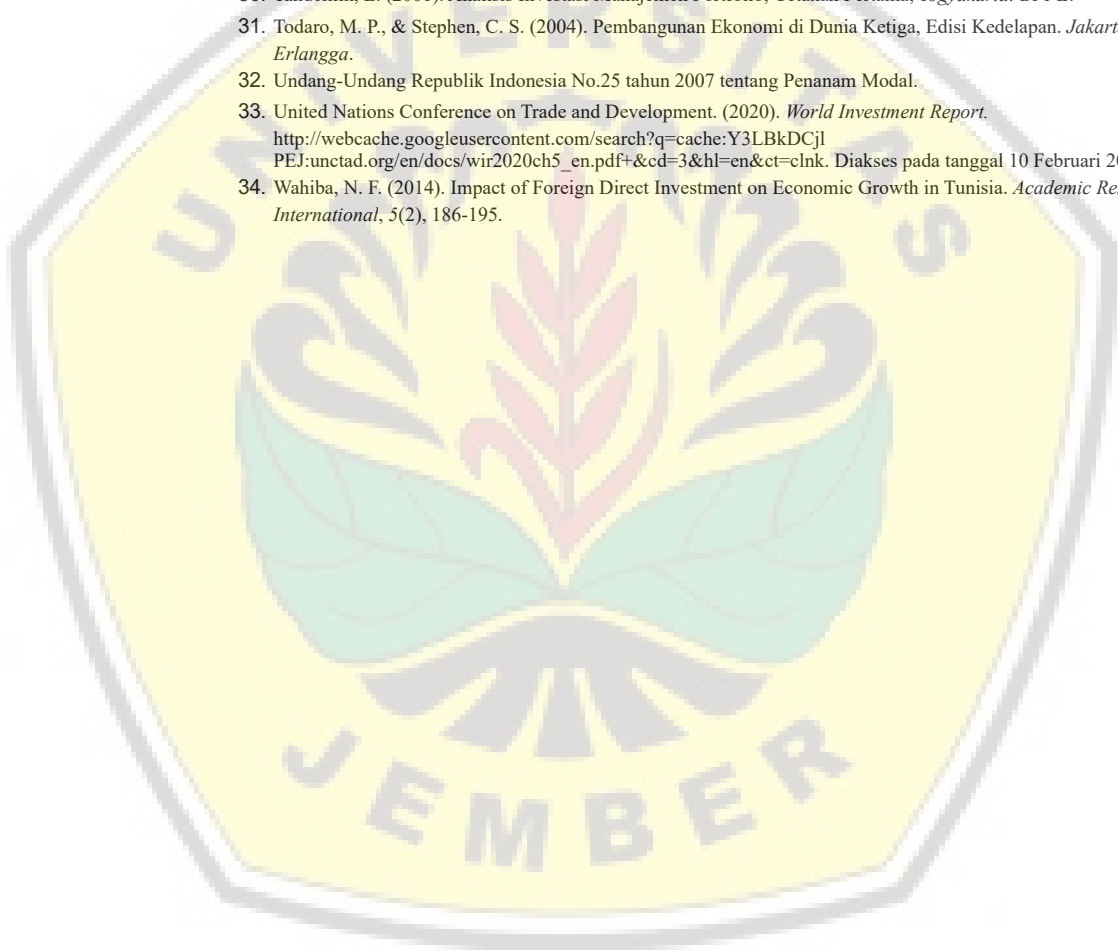 31. Todaro, M. P., & Stephen, C. S. (2004). Pembangunan Ekonomi di Dunia Ketiga, Edisi Kedelapan. Jakart
Erlangga.
32. Undang-Undang Republik Indonesia No.25 tahun 2007 tentang Penanam Modal.
33. United Nations Conference on Trade and Development. (2020). World Investment Report.
http://webcache.googleusercontent.com/search?q=cache:Y3LBkDCjl
PEJ:unctad.org/en/docs/wir2020ch5_en.pdf+&cd=3&hl=en&ct=clnk. Diakses pada tanggal 10 Februari 20
34. Wahiba, N. F. (2014). Impact of Foreign Direct Investment on Economic Growth in Tunisia. Academic Re
International, 5(2), 186-195.
UNIVERSITAS
JEMBER